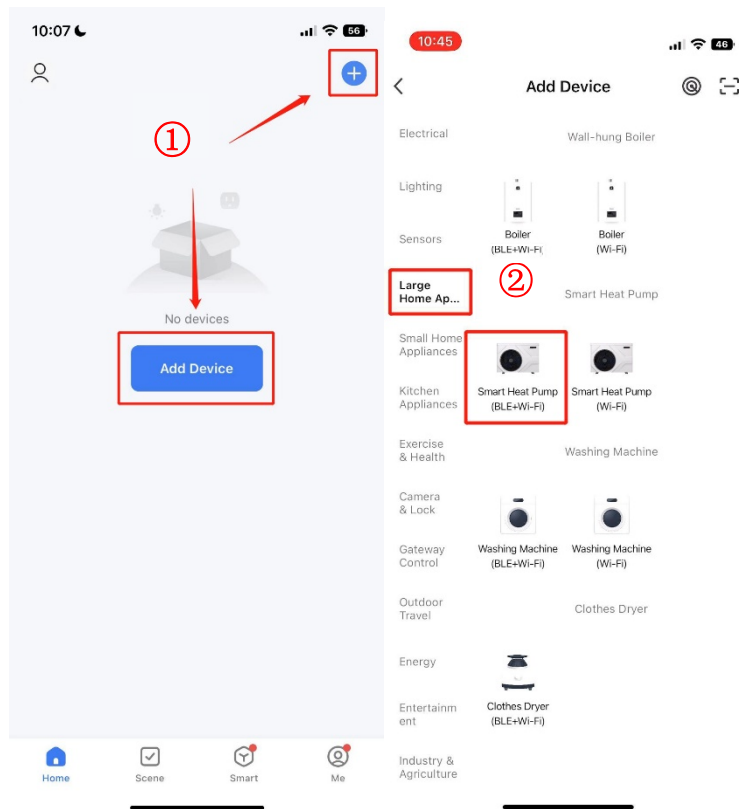 10:07
56
①
No devices
Add Device
Home
Scene
Smart
Me
10:45
46
Add Device
Electrical
Lighting
Sensors
Large
Home Ap...
Small Home
Appliances
Kitchen
Appliances
Exercise
& Health
Camera
& Lock
Gateway
Control
Outdoor
Travel
Energy
Entertainm
ent
Industry &
Agriculture
Wall-hung Boiler
Boiler
(BLE+Wi-Fi)
Boiler
(Wi-Fi)
②
Smart Heat Pump
Smart Heat Pump
(BLE+Wi-Fi)
Smart Heat Pump
(Wi-Fi)
Washing Machine
Washing Machine
(BLE+Wi-Fi)
Washing Machine
(Wi-Fi)
Clothes Dryer
Clothes Dryer
(BLE+Wi-Fi)